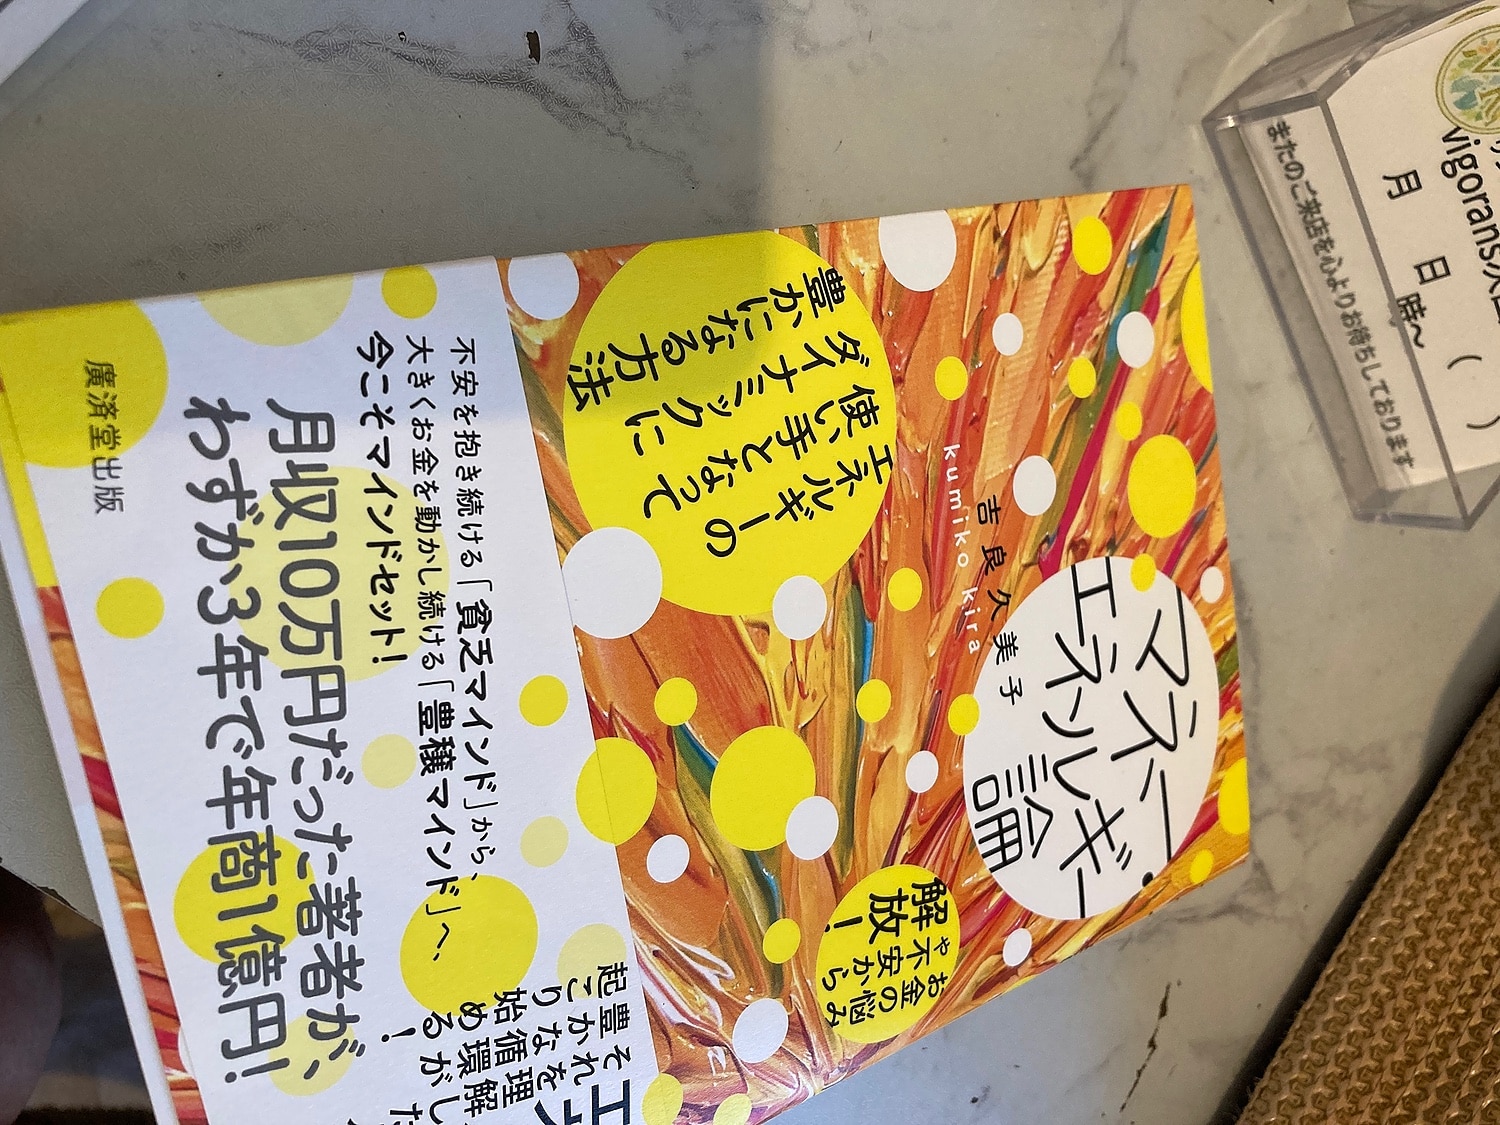 マネー
エネルギー
論
お金の悩み
や不安から
解放!
吉良久美子
kumiko kira
エネルギーの
使い手となって
ダイナミックに
豊かになる方法
不安を抱き続ける「貧乏マインド」から、
大きくお金を動かし続ける「豊穣マインド」へ、
今こそマインドセット!
月収10万円だった著者が、
わずか3年で年商1億円!
廣済堂出版
それを理解した
豊かな循環が
起こり始める!
vigorans
月 日 時~ ( )
またのご来店を心よりお待ちしております